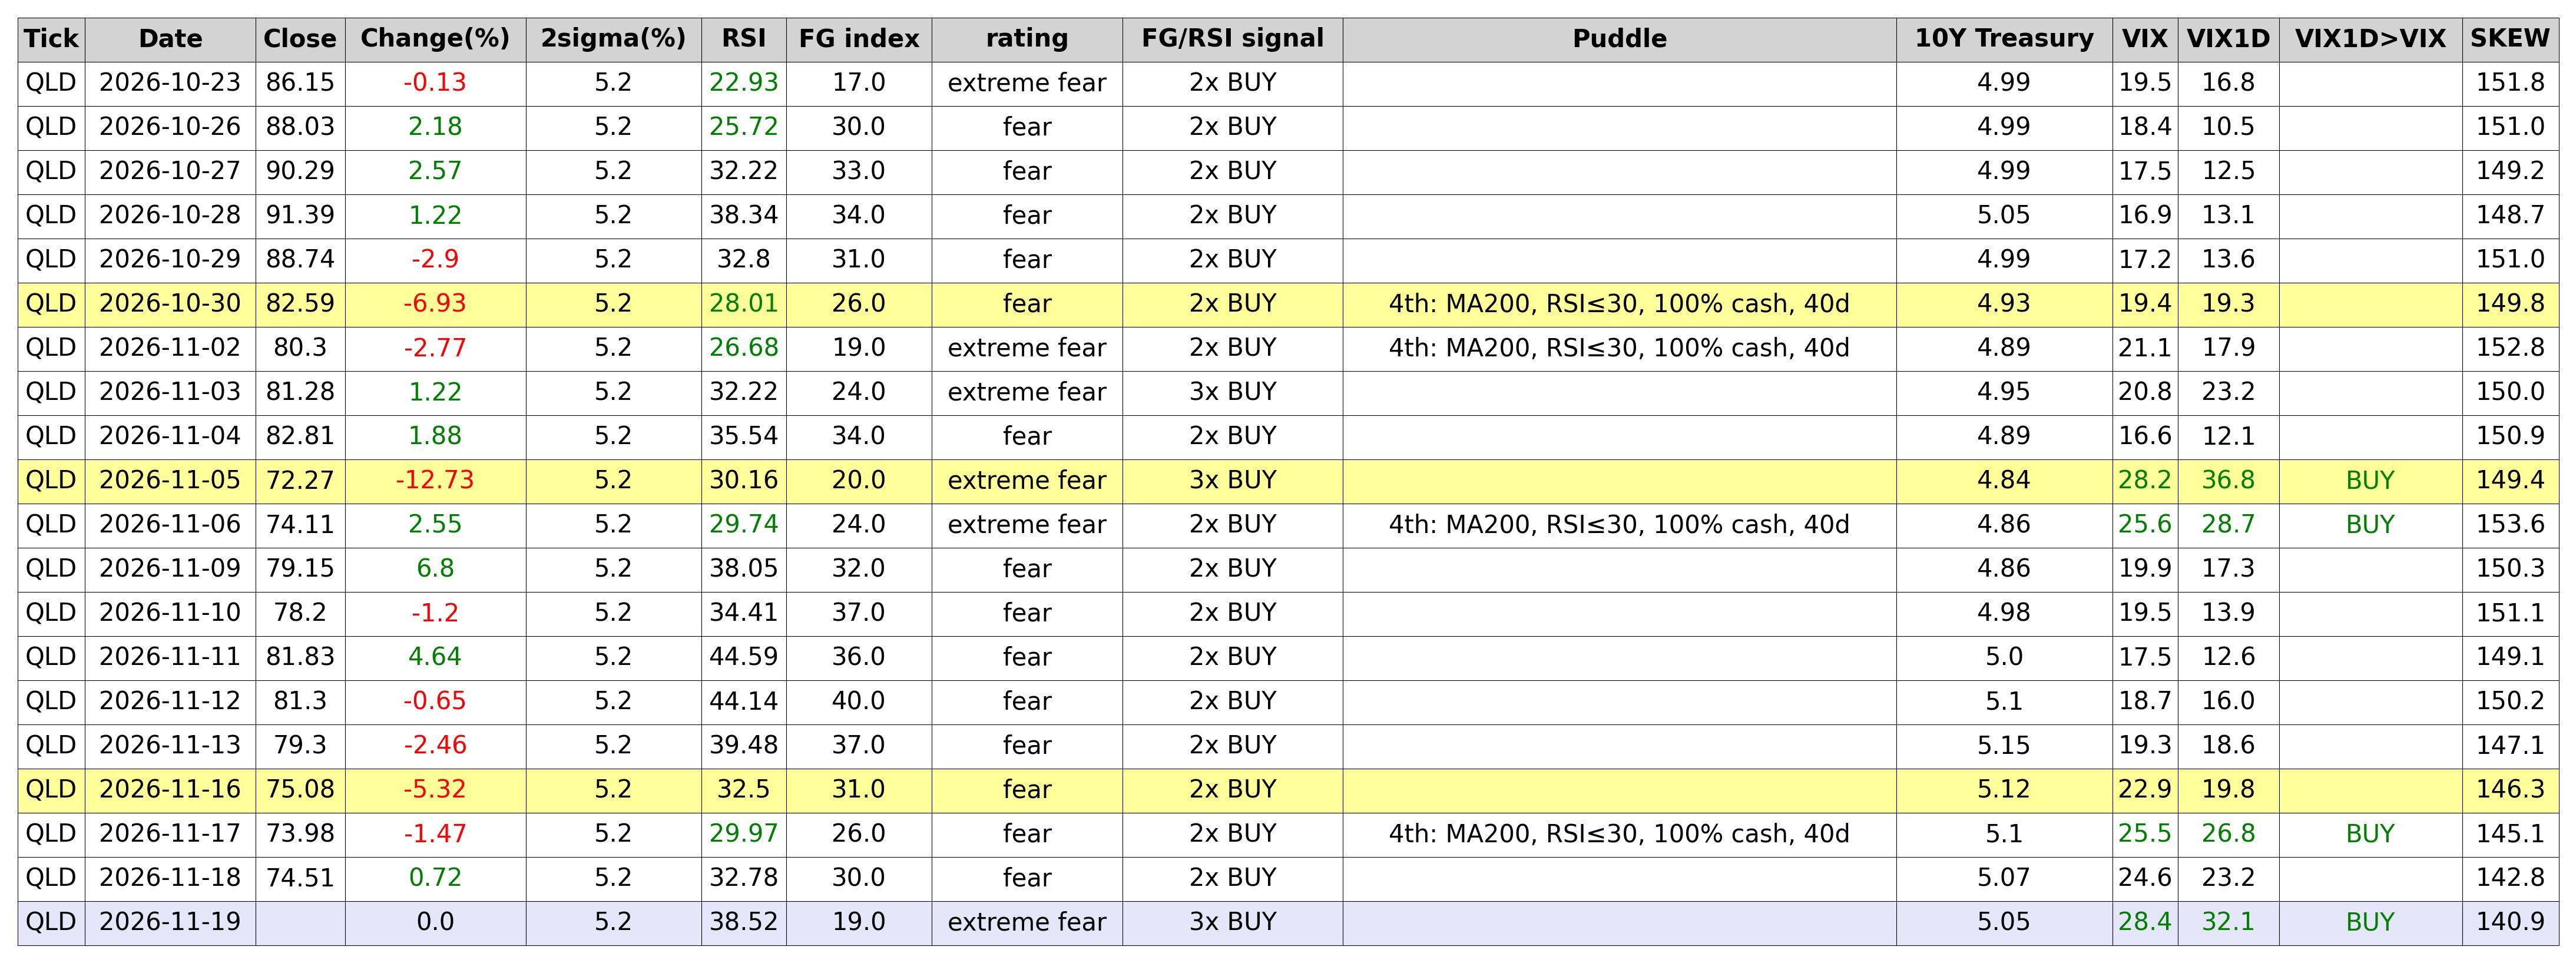 Tick Date Close Change(%) 2sigma(%) RSI FG index rating FG/RSI signal Puddle 10Y Treasury VIX VIX1D VIX1D>VIX SKEW
QLD 2026-10-23 86.15 -0.13 5.2 22.93 17.0 extreme fear 2x BUY 4.99 19.5 16.8 151.8
QLD 2026-10-26 88.03 2.18 5.2 25.72 30.0 fear 2x BUY 4.99 18.4 10.5 151.0
QLD 2026-10-27 90.29 2.57 5.2 32.22 33.0 fear 2x BUY 4.99 17.5 12.5 149.2
QLD 2026-10-28 91.39 1.22 5.2 38.34 34.0 fear 2x BUY 5.05 16.9 13.1 148.7
QLD 2026-10-29 88.74 -2.9 5.2 32.8 31.0 fear 2x BUY 4.99 17.2 13.6 151.0
QLD 2026-10-30 82.59 -6.93 5.2 28.01 26.0 fear 2x BUY 4th: MA200, RSI≤30, 100% cash, 40d 4.93 19.4 19.3 149.8
QLD 2026-11-02 80.3 -2.77 5.2 26.68 19.0 extreme fear 2x BUY 4th: MA200, RSI≤30, 100% cash, 40d 4.89 21.1 17.9 152.8
QLD 2026-11-03 81.28 1.22 5.2 32.22 24.0 extreme fear 3x BUY 4.95 20.8 23.2 150.0
QLD 2026-11-04 82.81 1.88 5.2 35.54 34.0 fear 2x BUY 4.89 16.6 12.1 150.9
QLD 2026-11-05 72.27 -12.73 5.2 30.16 20.0 extreme fear 3x BUY 4.84 28.2 36.8 BUY 149.4
QLD 2026-11-06 74.11 2.55 5.2 29.74 24.0 extreme fear 2x BUY 4th: MA200, RSI≤30, 100% cash, 40d 4.86 25.6 28.7 BUY 153.6
QLD 2026-11-09 79.15 6.8 5.2 38.05 32.0 fear 2x BUY 4.86 19.9 17.3 150.3
QLD 2026-11-10 78.2 -1.2 5.2 34.41 37.0 fear 2x BUY 4.98 19.5 13.9 151.1
QLD 2026-11-11 81.83 4.64 5.2 44.59 36.0 fear 2x BUY 5.0 17.5 12.6 149.1
QLD 2026-11-12 81.3 -0.65 5.2 44.14 40.0 fear 2x BUY 5.1 18.7 16.0 150.2
QLD 2026-11-13 79.3 -2.46 5.2 39.48 37.0 fear 2x BUY 5.15 19.3 18.6 147.1
QLD 2026-11-16 75.08 -5.32 5.2 32.5 31.0 fear 2x BUY 5.12 22.9 19.8 146.3
QLD 2026-11-17 73.98 -1.47 5.2 29.97 26.0 fear 2x BUY 4th: MA200, RSI≤30, 100% cash, 40d 5.1 25.5 26.8 BUY 145.1
QLD 2026-11-18 74.51 0.72 5.2 32.78 30.0 fear 2x BUY 5.07 24.6 23.2 142.8
QLD 2026-11-19 0.0 5.2 38.52 19.0 extreme fear 3x BUY 5.05 28.4 32.1 BUY 140.9